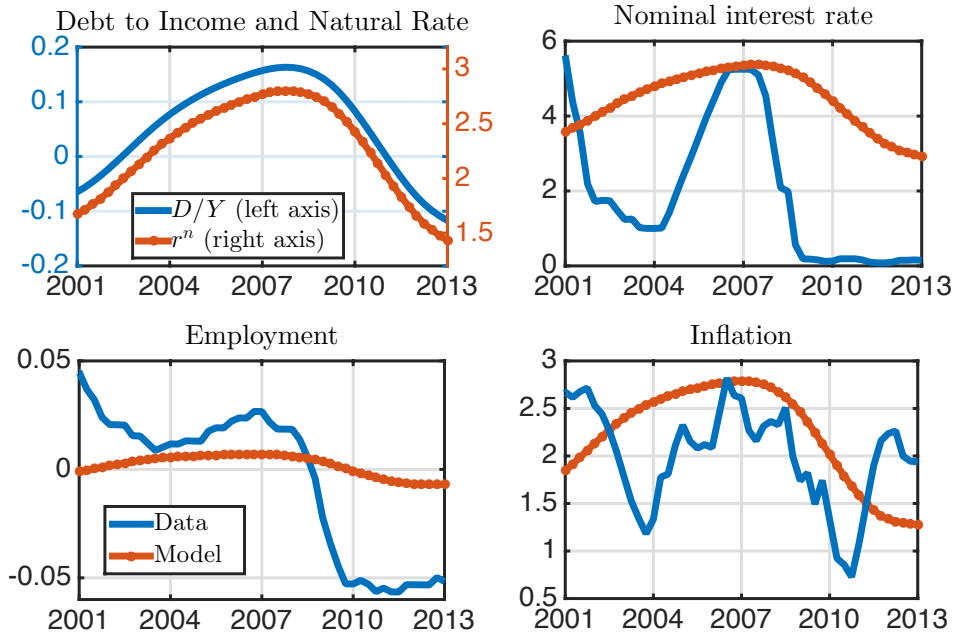 Debt to Income and Natural Rate
0.2
0.1
0
-0.1
-0.2
3
2.5
2
1.5
D/Y (left axis)
rⁿ (right axis)
2001 2004 2007 2010 2013
Nominal interest rate
6
4
2
0
2001 2004 2007 2010 2013
Employment
0.05
0
-0.05
Data
Model
2001 2004 2007 2010 2013
Inflation
3
2.5
2
1.5
1
0.5
2001 2004 2007 2010 2013